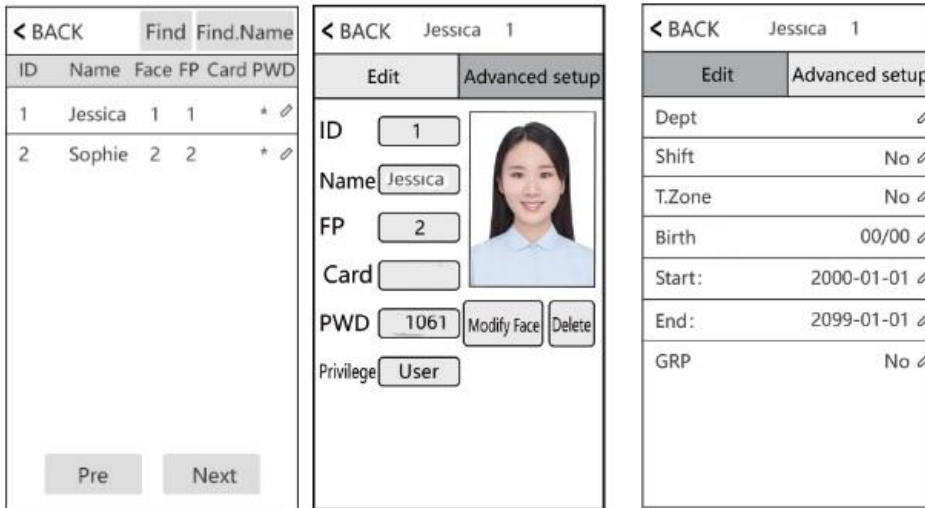 < BACK Find Find.Name
ID Name Face FP Card PWD
1 Jessica 1 1 *
2 Sophie 2 2 *
Pre Next
< BACK Jessica 1
Edit Advanced setup
ID 1
Name Jessica
FP 2
Card
PWD 1061 Modify Face Delete
Privilege User
< BACK Jessica 1
Edit Advanced setup
Dept
Shift No
T.Zone No
Birth 00/00
Start: 2000-01-01
End: 2099-01-01
GRP No